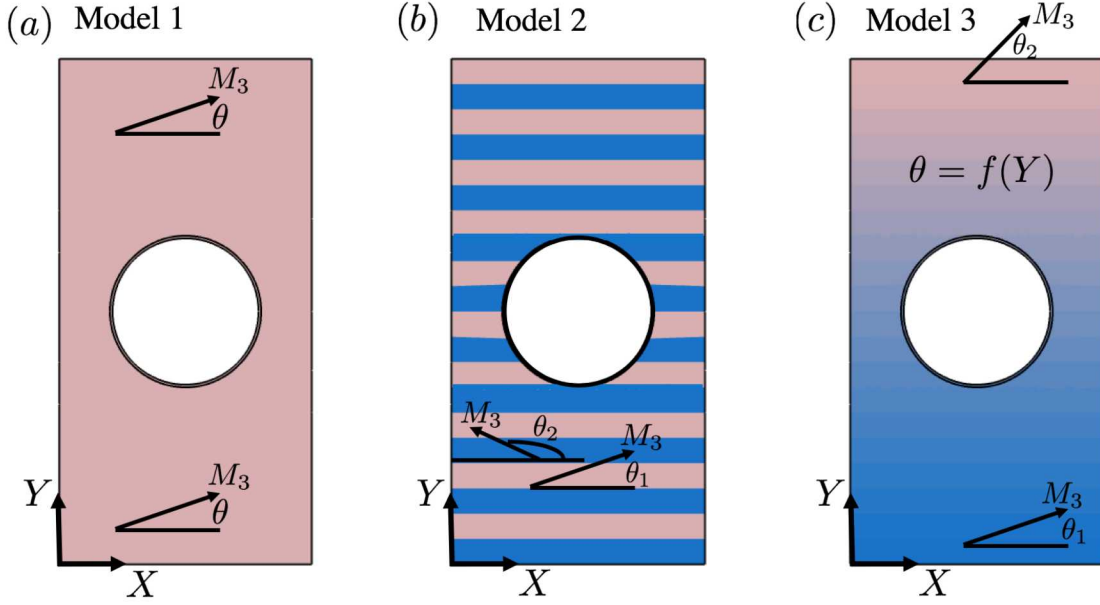 (a) Model 1
M₃
θ
M₃
θ
Y
X
(b) Model 2
M₃
θ₂
M₃
θ₁
Y
X
(c) Model 3
M₃
θ₂
θ = f(Y)
M₃
θ₁
Y
X